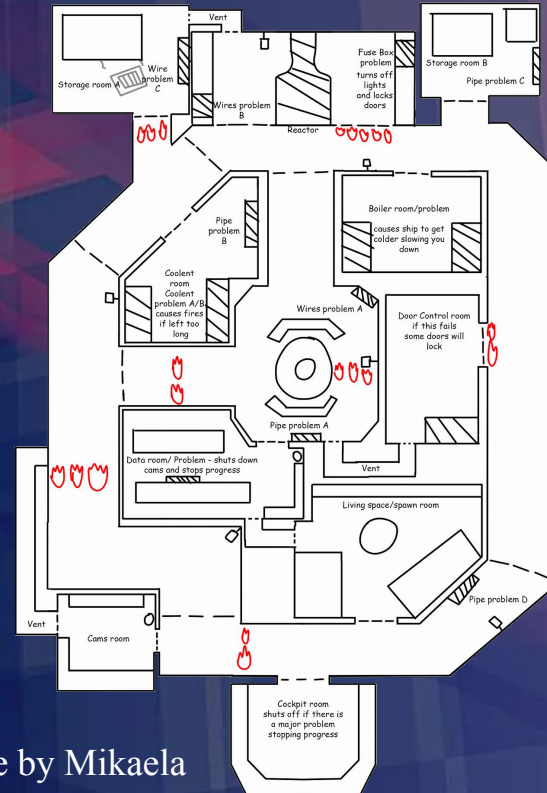 Vent
Storage room A
Wire
problem
C
Wires problem
B
Reactor
Fuse Box
problem
turns off
lights
and locks
doors
Storage room B
Pipe problem C
Pipe
problem
B
Coolent
room
Coolent
problem A/B
causes fires
if left too
long
Boiler room/problem
causes ship to get
colder slowing you
down
Wires problem A
Door Control room
if this fails
some doors will
lock
Pipe problem A
Data room/ Problem - shuts down
cams and stops progress
Vent
Living space/spawn room
Pipe problem D
Vent
Cams room
Cockpit room
shuts off if there is
a major problem
stopping progress
e by Mikaela